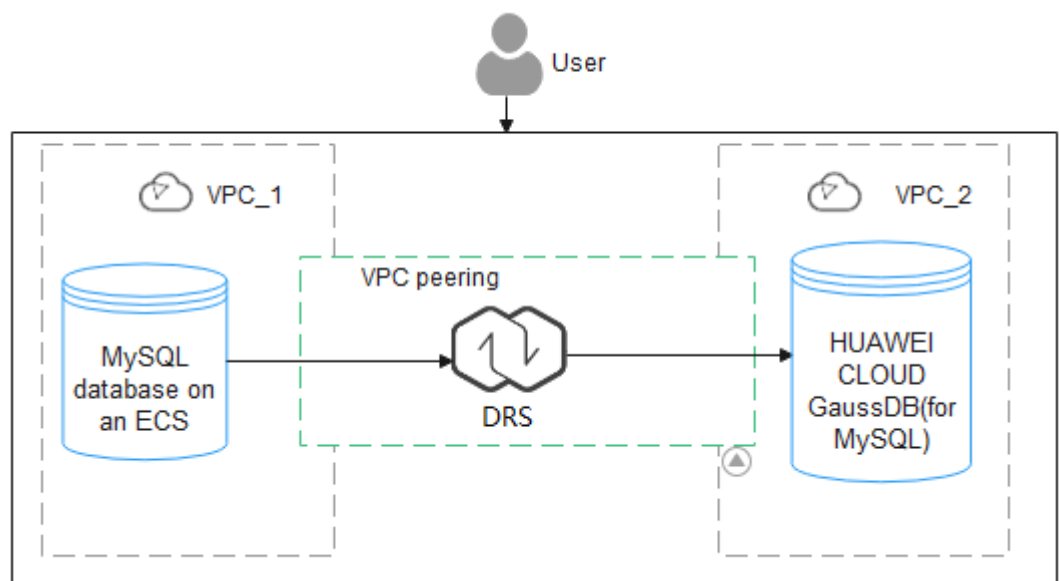 User
VPC_1
VPC_2
VPC peering
MySQL
database on
an ECS
DRS
HUAWEI
CLOUD
GaussDB(for
MySQL)